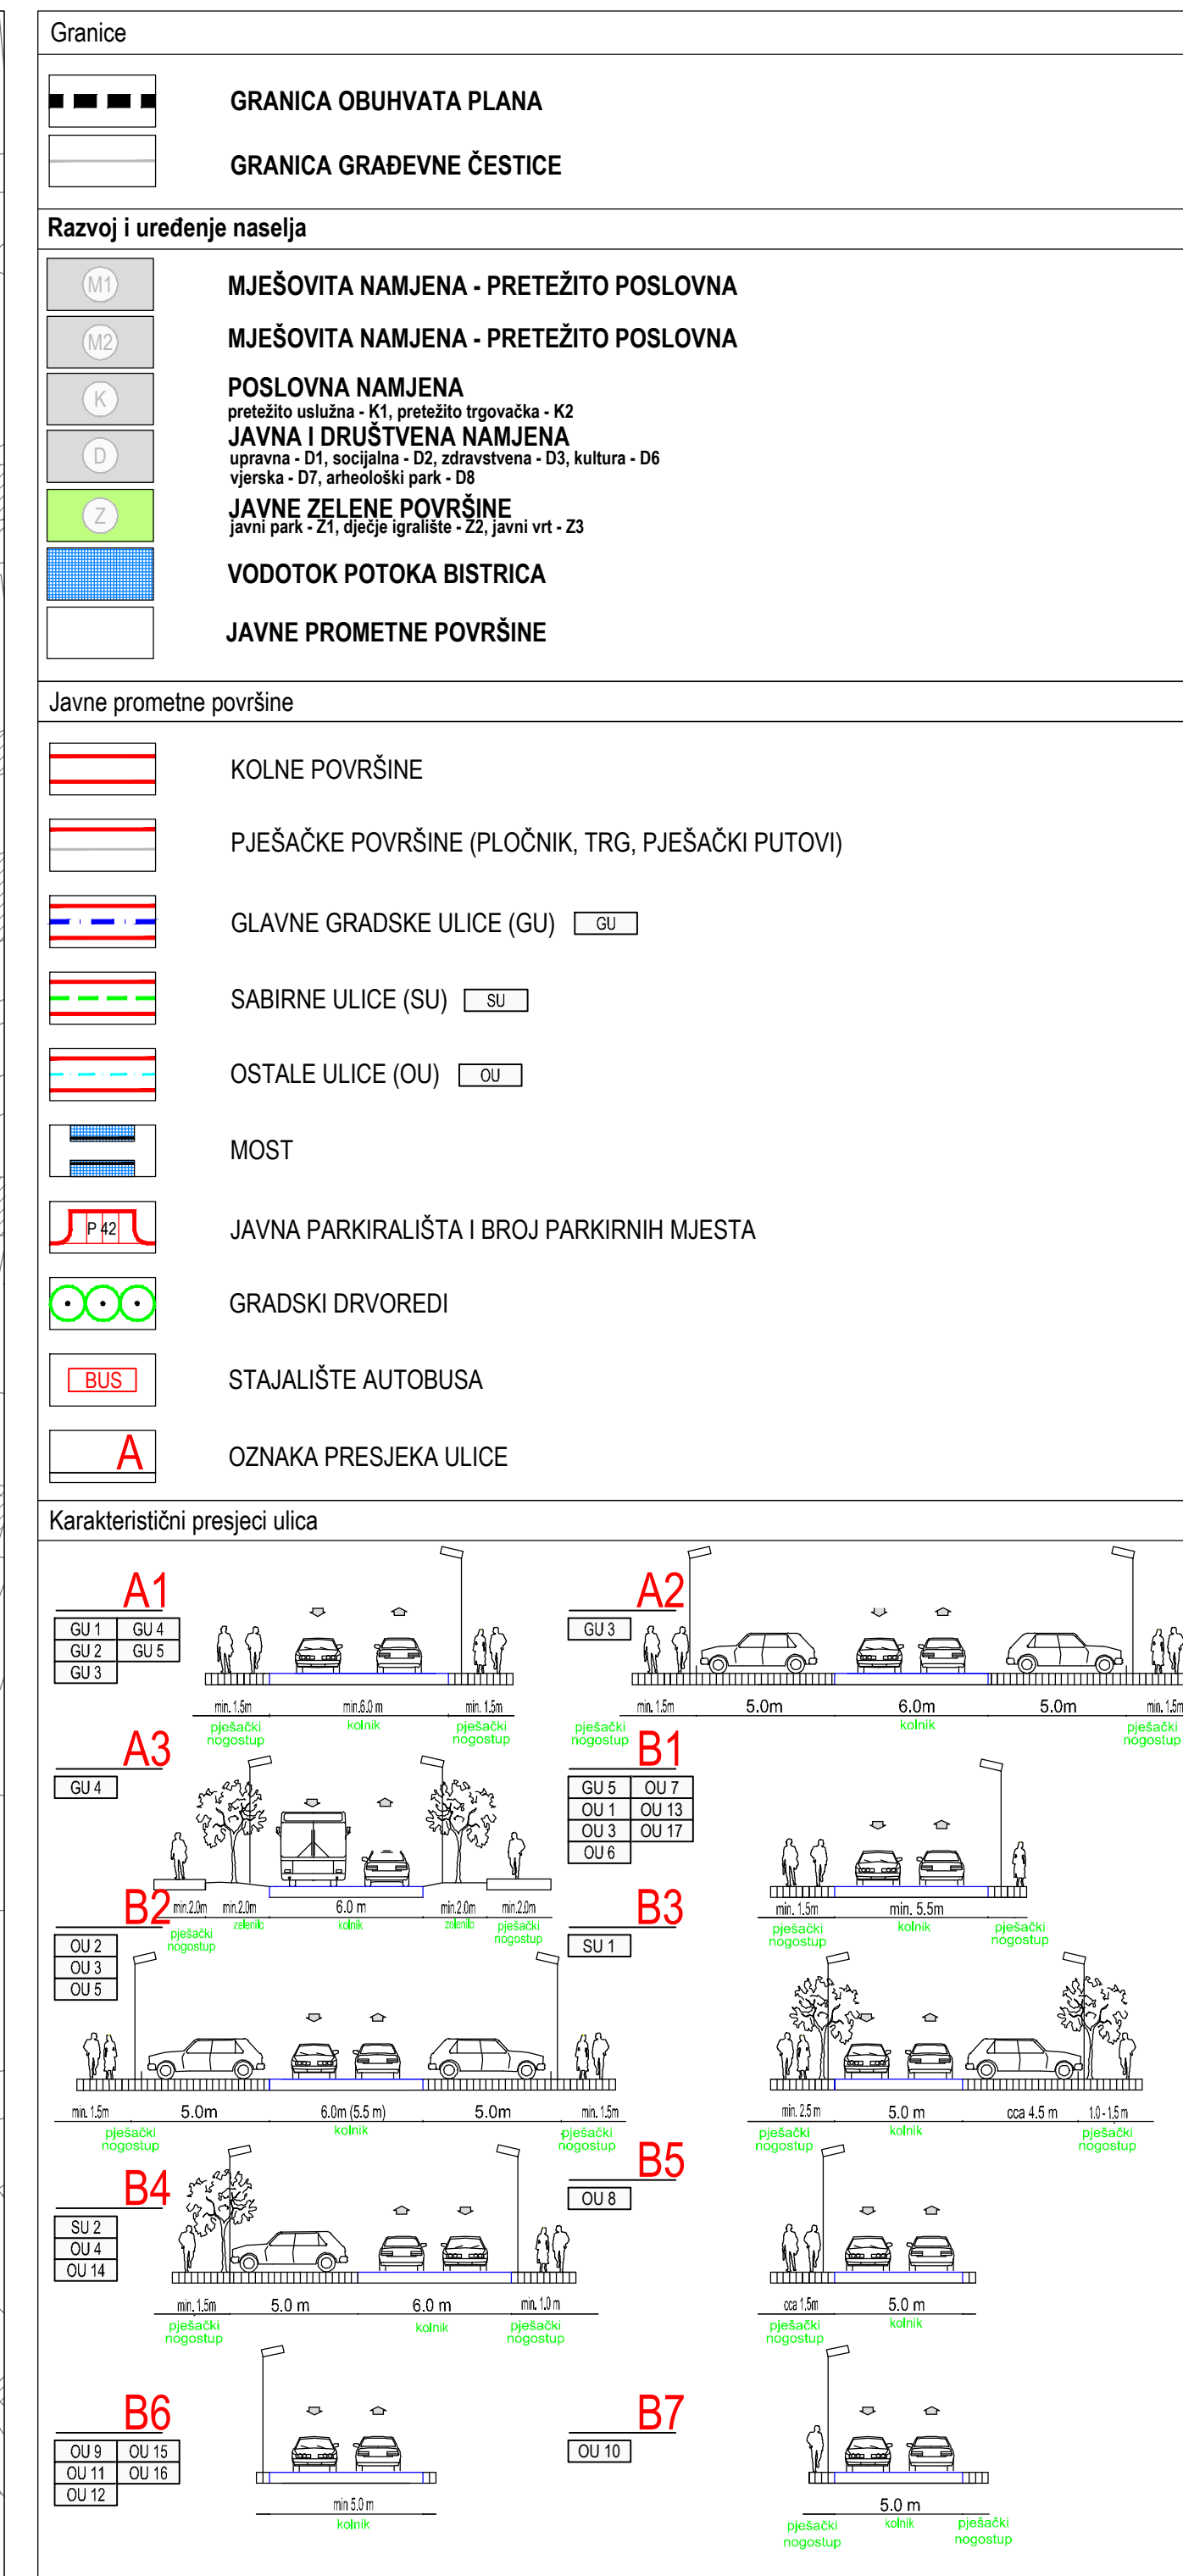 Granice
GRANICA OBUHVATA PLANA
GRANICA GRAĐEVNE ČESTICE
Razvoj i uređenje naselja
M1 MJEŠOVITA NAMJENA - PRETEŽITO POSLOVNA
M2 MJEŠOVITA NAMJENA - PRETEŽITO POSLOVNA
K POSLOVNA NAMJENA
pretežito uslužna - K1, pretežito trgovačka - K2
D JAVNA I DRUŠTVENA NAMJENA
upravna - D1, socijalna - D2, zdravstvena - D3, kultura - D6
vjerska - D7, arheološki park - D8
Z JAVNE ZELENE POVRŠINE
javni park - Z1, dječje igralište - Z2, javni vrt - Z3
VODOTOK POTOKA BISTRICA
JAVNE PROMETNE POVRŠINE
Javne prometne površine
KOLNE POVRŠINE
PJEŠAČKE POVRŠINE (PLOČNIK, TRG, PJEŠAČKI PUTOVI)
GLAVNE GRADSKE ULICE (GU) GU
SABIRNE ULICE (SU) SU
OSTALE ULICE (OU) OU
MOST
P 42 JAVNA PARKIRALIŠTA I BROJ PARKIRNIH MJESTA
GRADSKI DRVOREDI
BUS STAJALIŠTE AUTOBUSA
A OZNAKA PRESJEKA ULICE
Karakteristični presjeci ulica
A1
GU 1 GU 4
GU 2 GU 5
GU 3
min. 1.5m min.6.0 m min. 1.5m
pješački kolnik pješački
nogostup nogostup
A2
GU 3
min. 1.5m 5.0m 6.0m 5.0m min. 1.5m
pješački kolnik pješački
nogostup nogostup
A3
GU 4
min.2.0m min.2.0m 6.0 m min.2.0m min.2.0m
pješački zelenilo kolnik zelenilo pješački
nogostup nogostup
B1
GU 5 OU 7
OU 1 OU 13
OU 3 OU 17
OU 6
min. 1.5m min. 5.5m
pješački kolnik pješački
nogostup nogostup
B2
OU 2
OU 3
OU 5
min. 1.5m 5.0m 6.0m (5.5 m) 5.0m min. 1.5m
pješački kolnik pješački
nogostup nogostup
B3
SU 1
min. 2.5 m 5.0 m cca 4.5 m 1.0 - 1.5 m
pješački kolnik pješački
nogostup nogostup
B4
SU 2
OU 4
OU 14
min. 1.5m 5.0 m 6.0 m min. 1.0 m
pješački kolnik pješački
nogostup nogostup
B5
OU 8
cca 1.5m 5.0 m
pješački kolnik
nogostup
B6
OU 9 OU 15
OU 11 OU 16
OU 12
min 5.0 m
kolnik
B7
OU 10
5.0 m
pješački kolnik pješački
nogostup nogostup